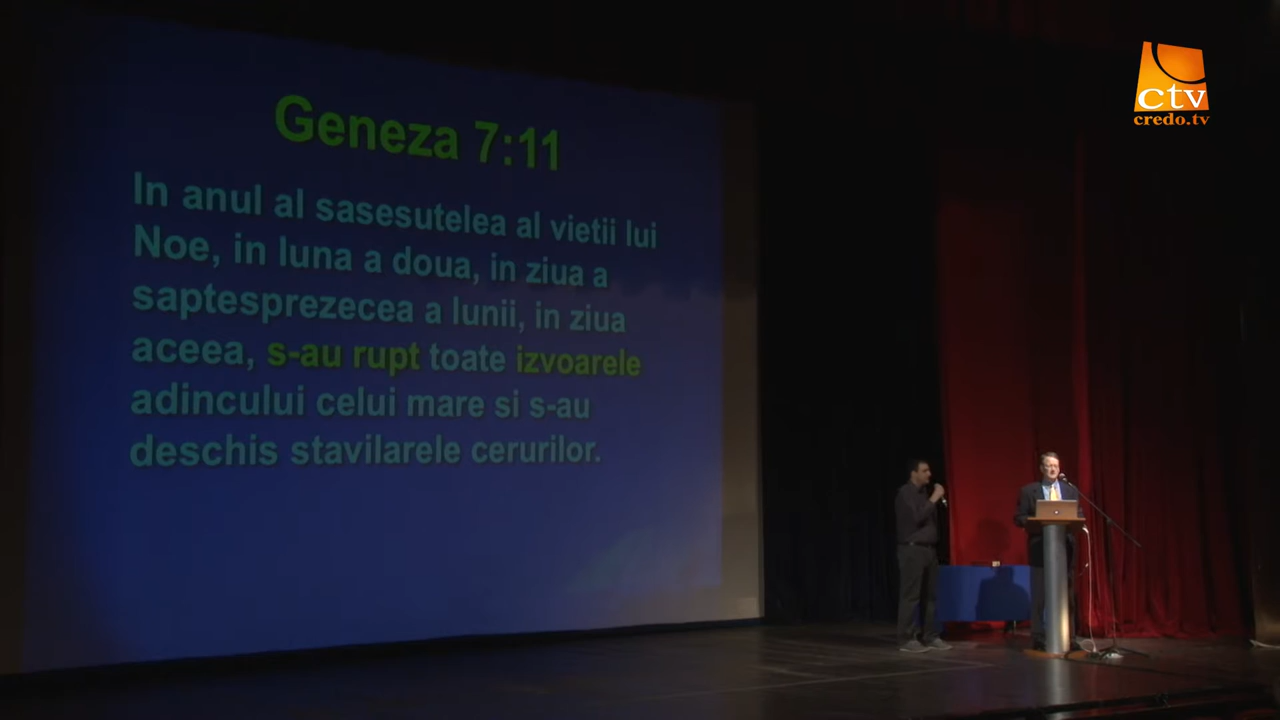 Geneza 7:11
In anul al sasesutelea al vietii lui
Noe, in luna a doua, in ziua a
saptesprezecea a lunii, in ziua
aceea, s-au rupt toate izvoarele
adincului celui mare si s-au
deschis stavilarele cerurilor.
ctv
credo.tv